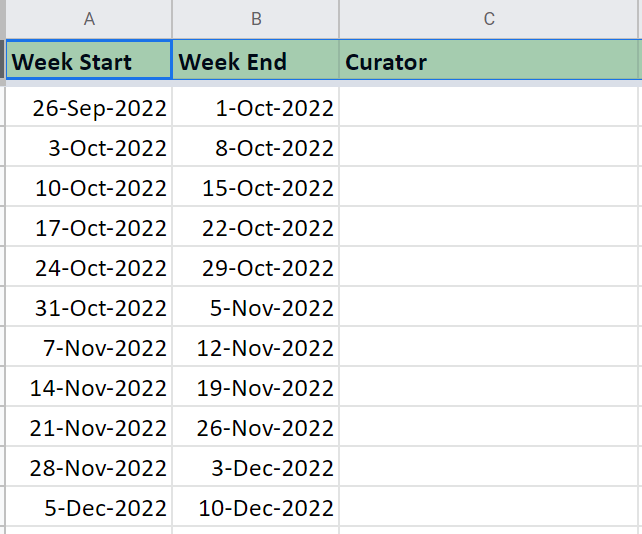 A B C
Week Start Week End Curator
26-Sep-2022 1-Oct-2022
3-Oct-2022 8-Oct-2022
10-Oct-2022 15-Oct-2022
17-Oct-2022 22-Oct-2022
24-Oct-2022 29-Oct-2022
31-Oct-2022 5-Nov-2022
7-Nov-2022 12-Nov-2022
14-Nov-2022 19-Nov-2022
21-Nov-2022 26-Nov-2022
28-Nov-2022 3-Dec-2022
5-Dec-2022 10-Dec-2022